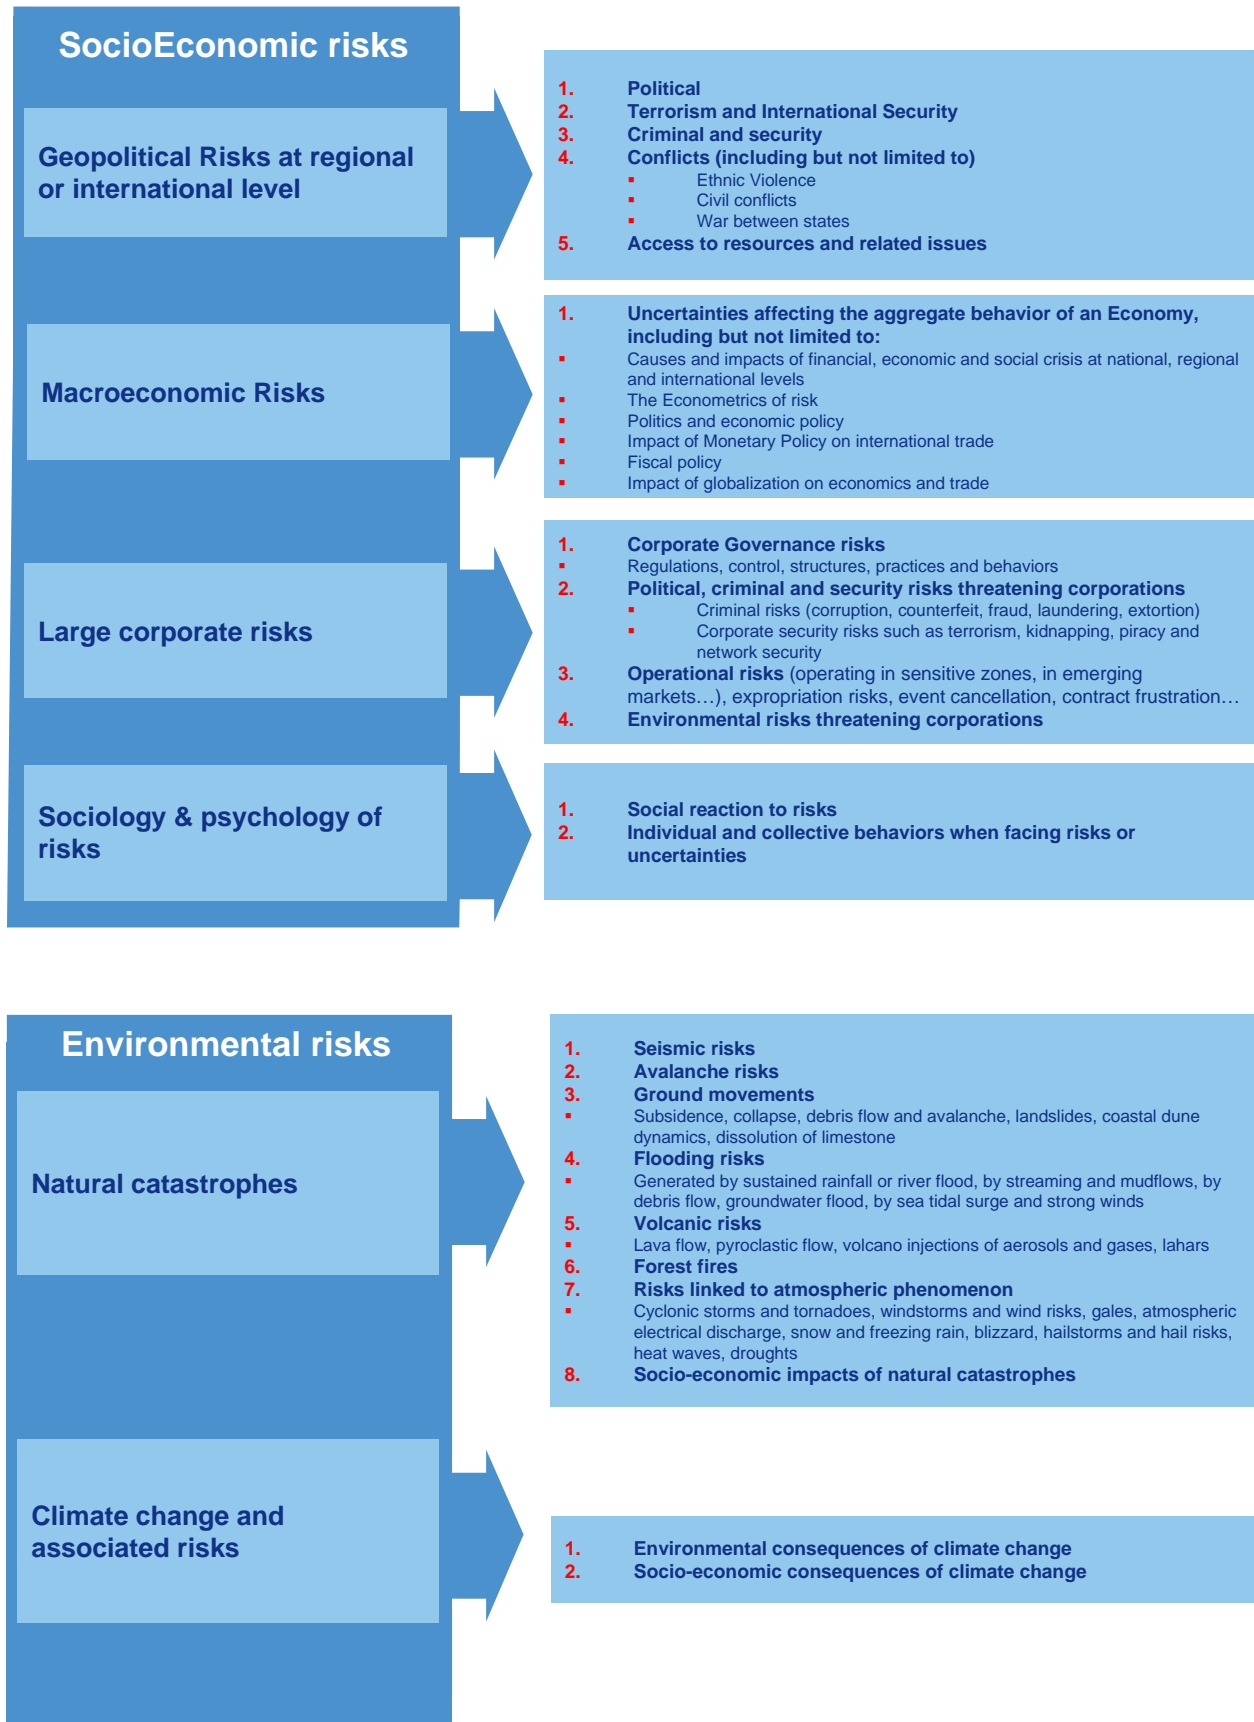 SocioEconomic risks
Geopolitical Risks at regional
or international level
1. Political
2. Terrorism and International Security
3. Criminal and security
4. Conflicts (including but not limited to)
▪ Ethnic Violence
▪ Civil conflicts
▪ War between states
5. Access to resources and related issues
Macroeconomic Risks
1. Uncertainties affecting the aggregate behavior of an Economy,
including but not limited to:
▪ Causes and impacts of financial, economic and social crisis at national, regional
and international levels
▪ The Econometrics of risk
▪ Politics and economic policy
▪ Impact of Monetary Policy on international trade
▪ Fiscal policy
▪ Impact of globalization on economics and trade
Large corporate risks
1. Corporate Governance risks
▪ Regulations, control, structures, practices and behaviors
2. Political, criminal and security risks threatening corporations
▪ Criminal risks (corruption, counterfeit, fraud, laundering, extortion)
▪ Corporate security risks such as terrorism, kidnapping, piracy and
network security
3. Operational risks (operating in sensitive zones, in emerging
markets…), expropriation risks, event cancellation, contract frustration…
4. Environmental risks threatening corporations
Sociology & psychology of
risks
1. Social reaction to risks
2. Individual and collective behaviors when facing risks or
uncertainties
Environmental risks
Natural catastrophes
1. Seismic risks
2. Avalanche risks
3. Ground movements
▪ Subsidence, collapse, debris flow and avalanche, landslides, coastal dune
dynamics, dissolution of limestone
4. Flooding risks
▪ Generated by sustained rainfall or river flood, by streaming and mudflows, by
debris flow, groundwater flood, by sea tidal surge and strong winds
5. Volcanic risks
▪ Lava flow, pyroclastic flow, volcano injections of aerosols and gases, lahars
6. Forest fires
7. Risks linked to atmospheric phenomenon
▪ Cyclonic storms and tornadoes, windstorms and wind risks, gales, atmospheric
electrical discharge, snow and freezing rain, blizzard, hailstorms and hail risks,
heat waves, droughts
8. Socio-economic impacts of natural catastrophes
Climate change and
associated risks
1. Environmental consequences of climate change
2. Socio-economic consequences of climate change